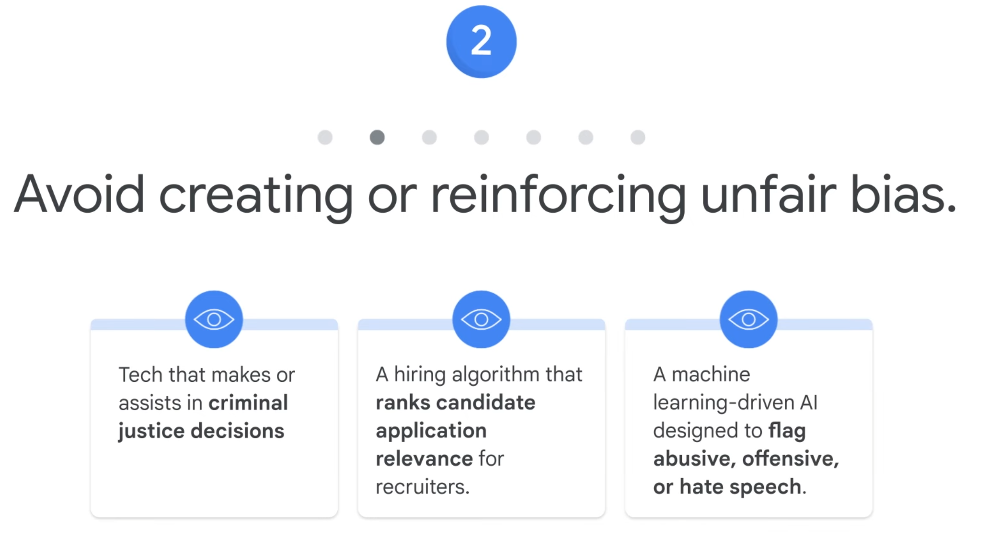 2
Avoid creating or reinforcing unfair bias.
Tech that makes or
assists in criminal
justice decisions
A hiring algorithm that
ranks candidate
application
relevance for
recruiters.
A machine
learning-driven AI
designed to flag
abusive, offensive,
or hate speech.